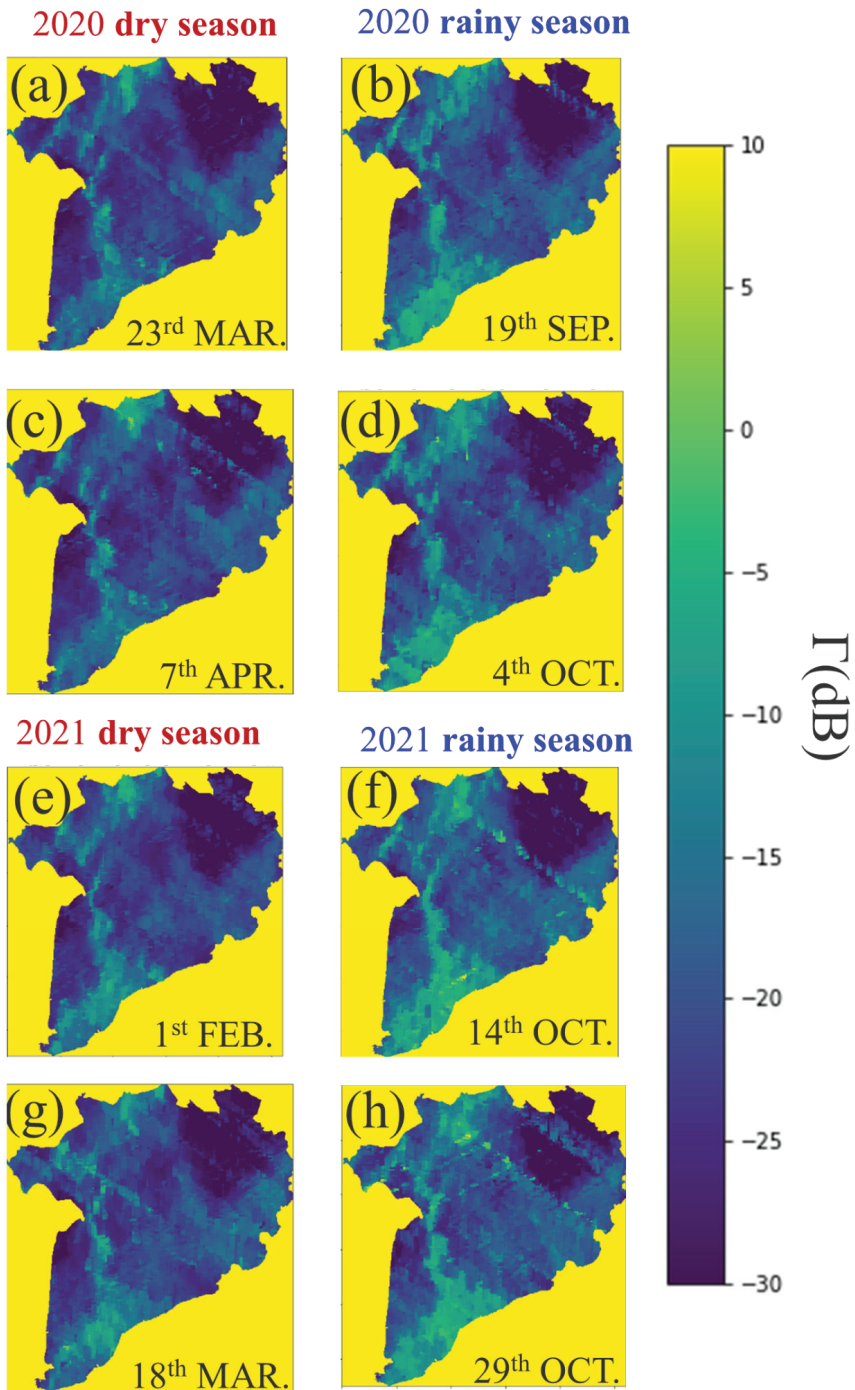 2020 dry season
2020 rainy season
(a)
23rd MAR.
(b)
19th SEP.
(c)
7th APR.
(d)
4th OCT.
2021 dry season
2021 rainy season
(e)
1st FEB.
(f)
14th OCT.
(g)
18th MAR.
(h)
29th OCT.
10
5
0
−5
−10
−15
−20
−25
−30
Γ(dB)